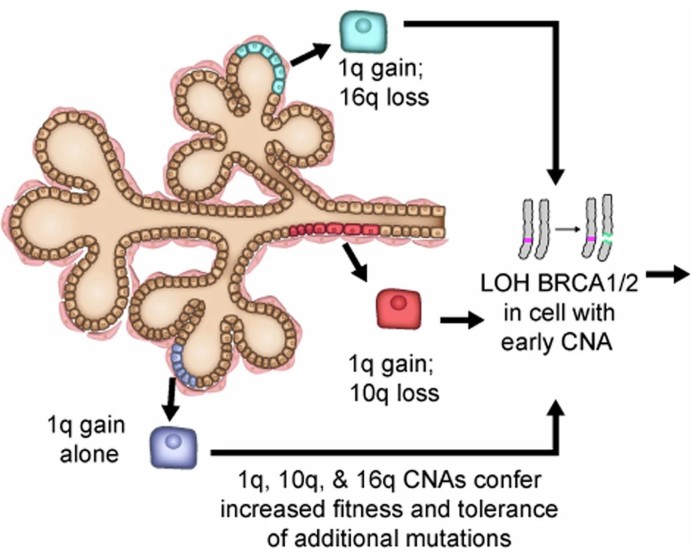 1q gain;
16q loss
LOH BRCA1/2
in cell with
early CNA
1q gain;
10q loss
1q gain
alone
1q, 10q, & 16q CNAs confer
increased fitness and tolerance
of additional mutations